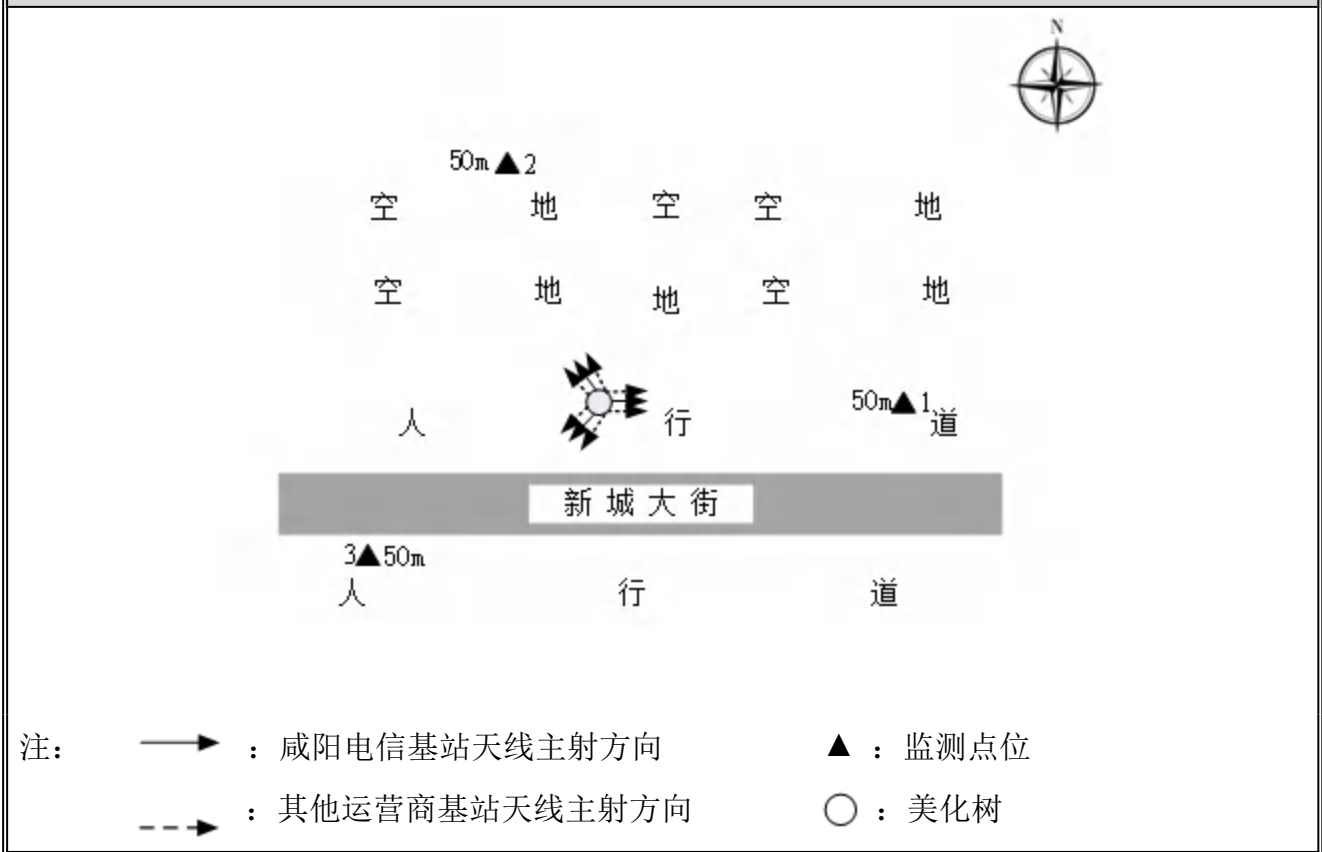 N
50m▲2
空 地 空 空 地
空 地 地 空 地
50m▲1
人 行 道
新城大街
3▲50m
人 行 道
注： ：咸阳电信基站天线主射方向 ▲：监测点位
：其他运营商基站天线主射方向 ：美化树